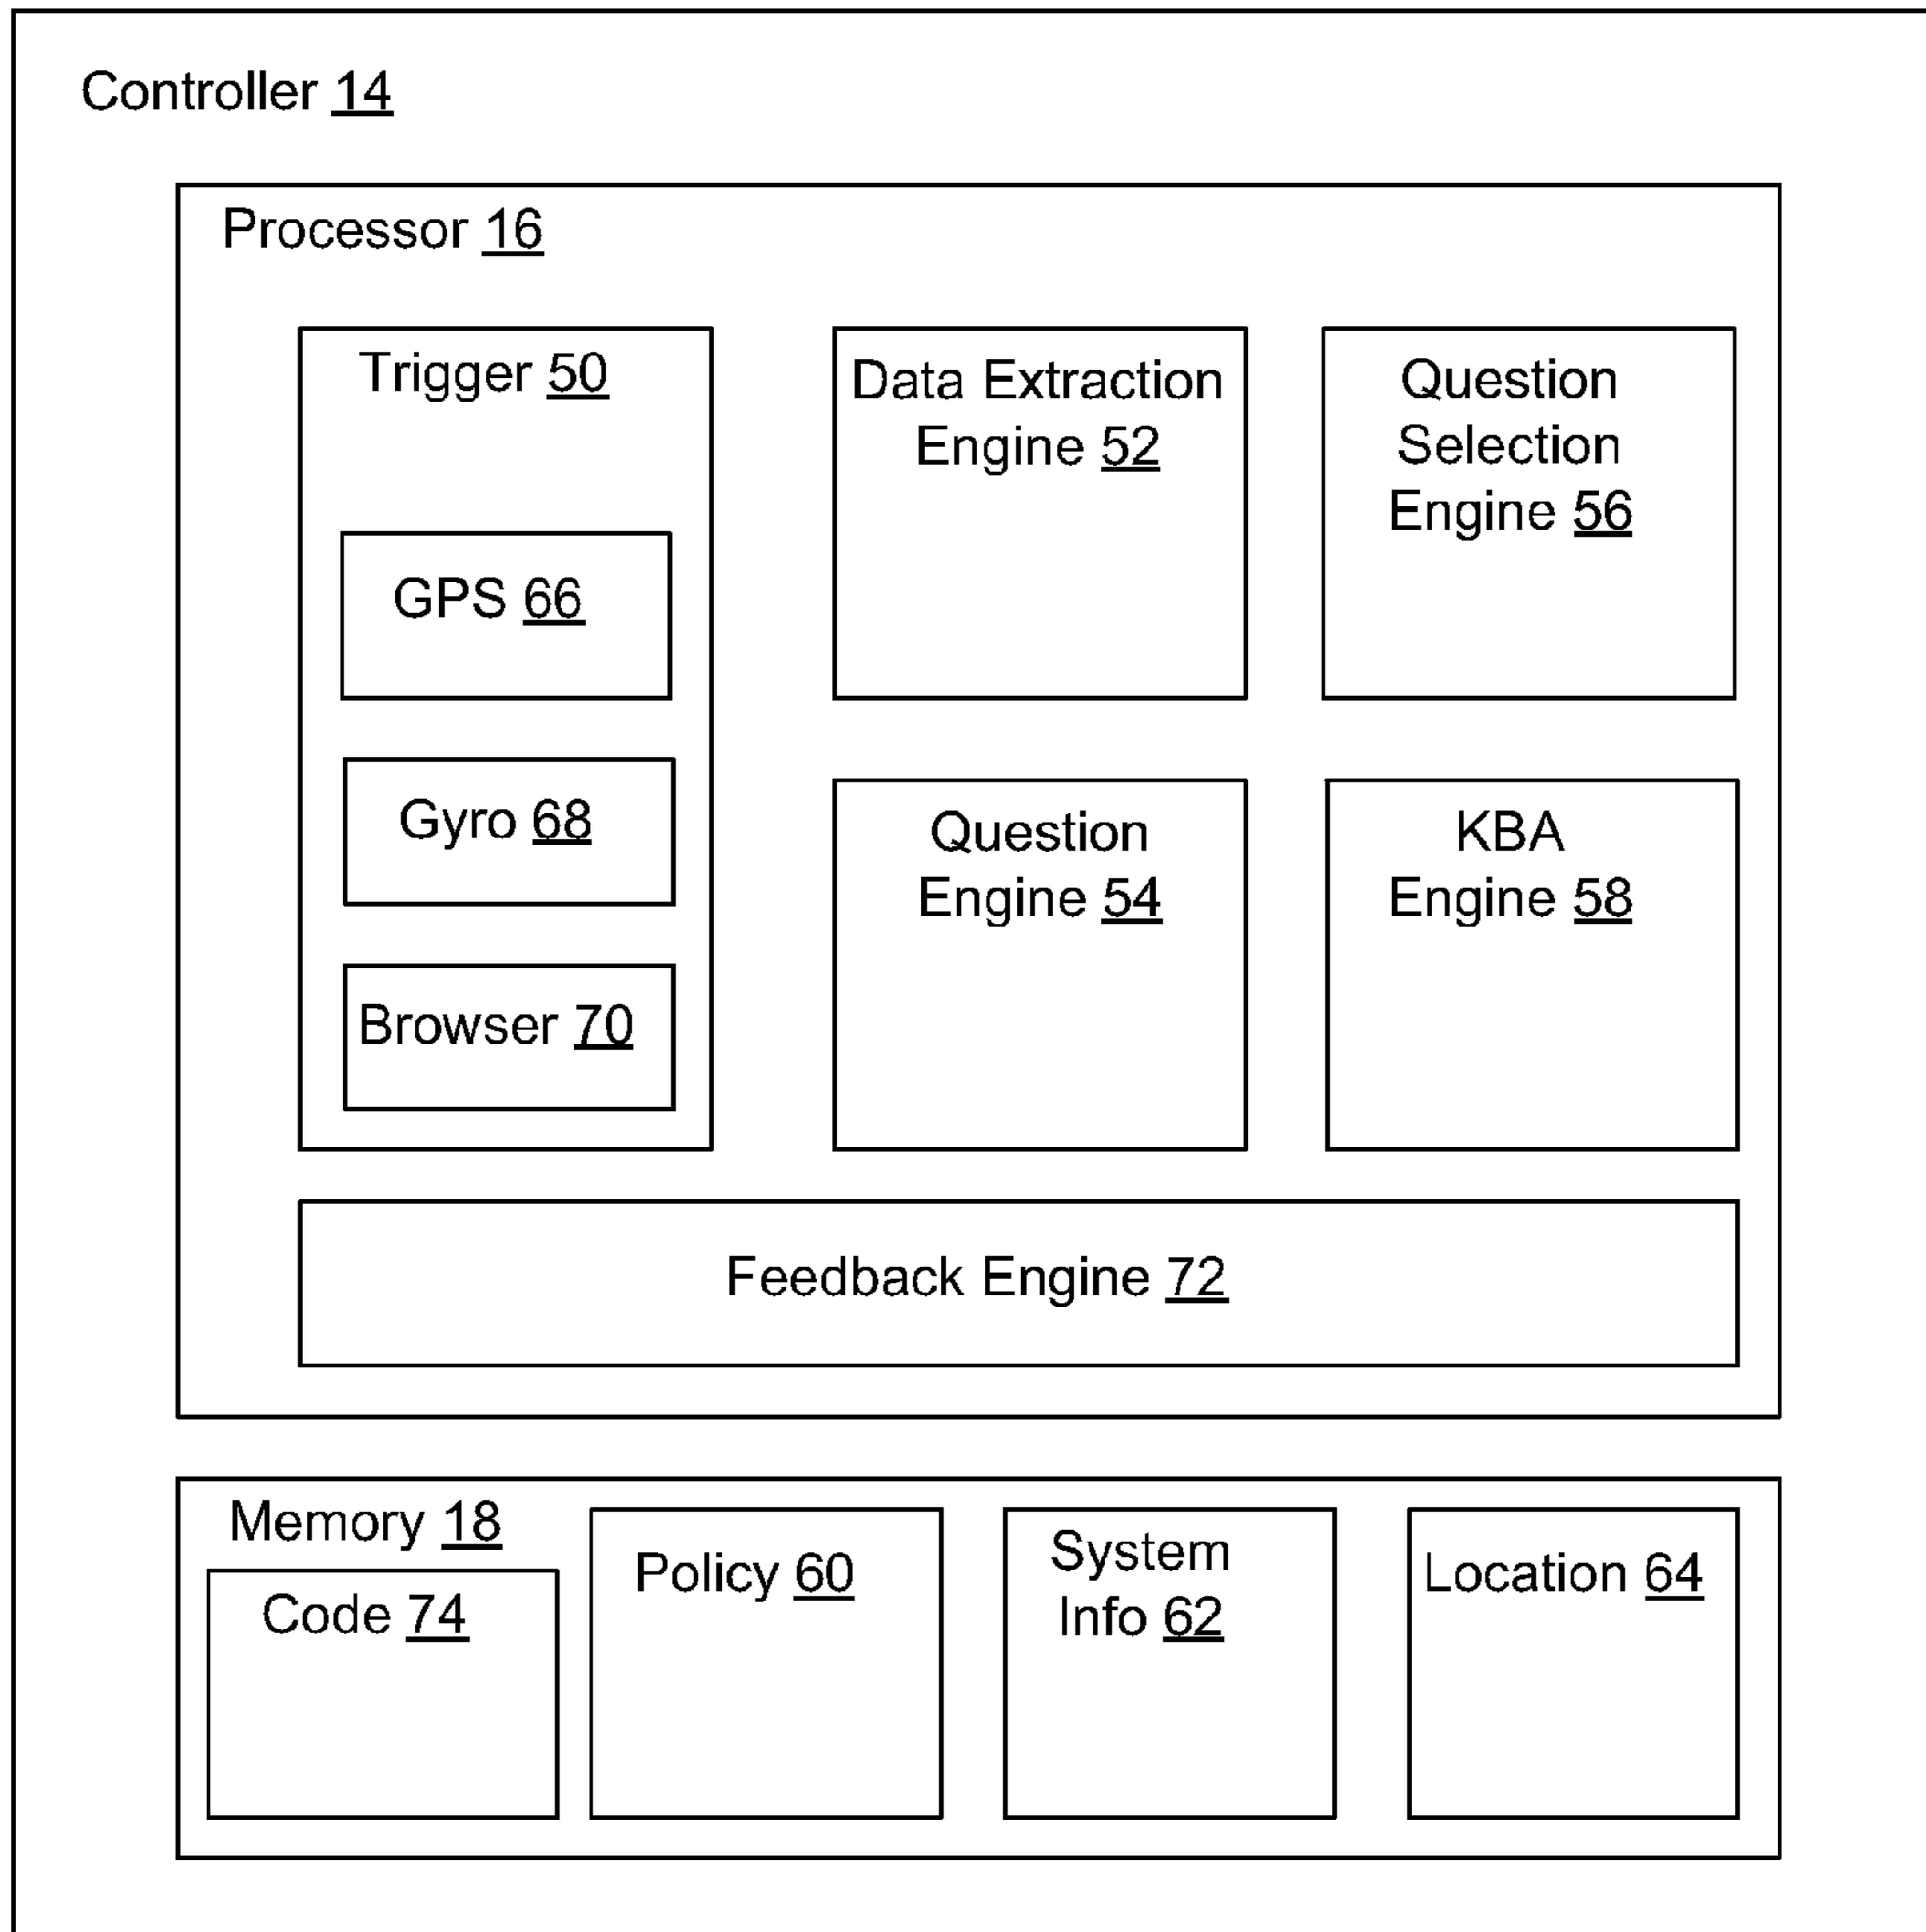 Controller 14
Processor 16
Trigger 50
GPS 66
Gyro 68
Browser 70
Data Extraction
Engine 52
Question
Selection
Engine 56
Question
Engine 54
KBA
Engine 58
Feedback Engine 72
Memory 18
Code 74
Policy 60
System
Info 62
Location 64